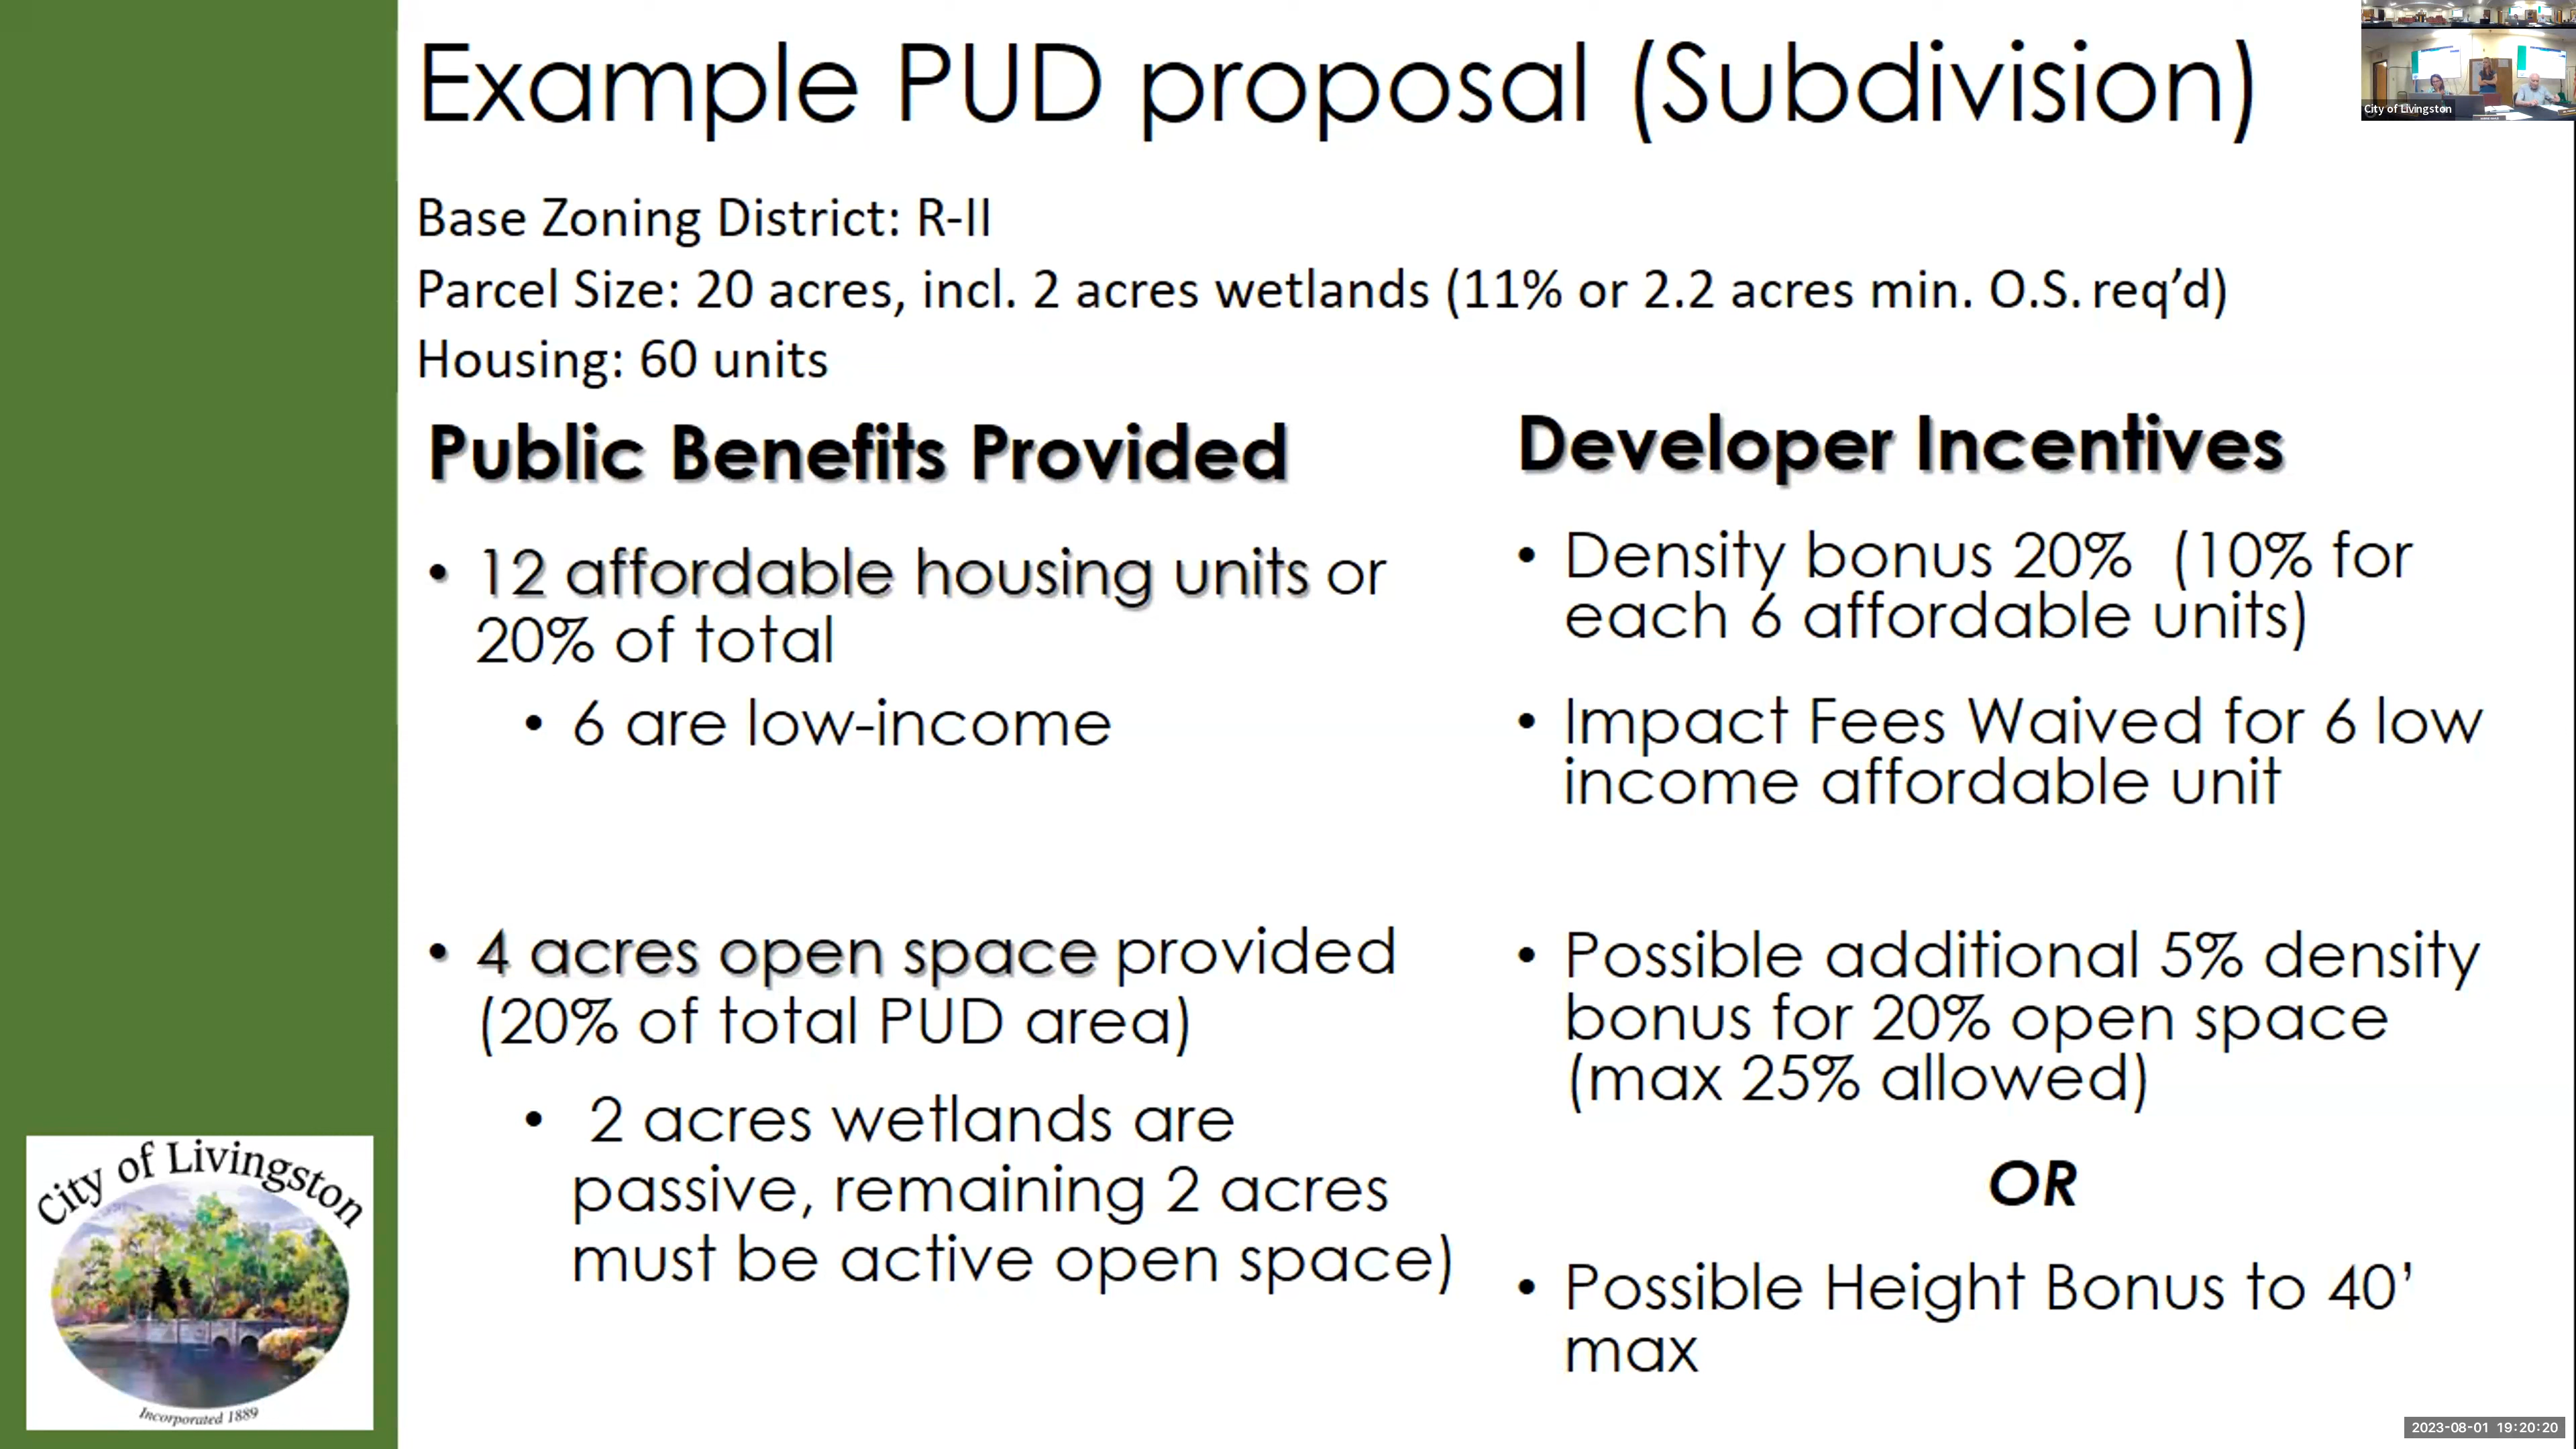 Example PUD proposal (Subdivision)
City of Livingston
Base Zoning District: R-II
Parcel Size: 20 acres, incl. 2 acres wetlands (11% or 2.2 acres min. O.S. req’d)
Housing: 60 units
Public Benefits Provided
• 12 affordable housing units or
20% of total
• 6 are low-income
• 4 acres open space provided
(20% of total PUD area)
• 2 acres wetlands are
passive, remaining 2 acres
must be active open space)
Developer Incentives
• Density bonus 20% (10% for
each 6 affordable units)
• Impact Fees Waived for 6 low
income affordable unit
• Possible additional 5% density
bonus for 20% open space
(max 25% allowed)
OR
• Possible Height Bonus to 40’
max
City of Livingston
Incorporated 1889
2023-08-01 19:20:20